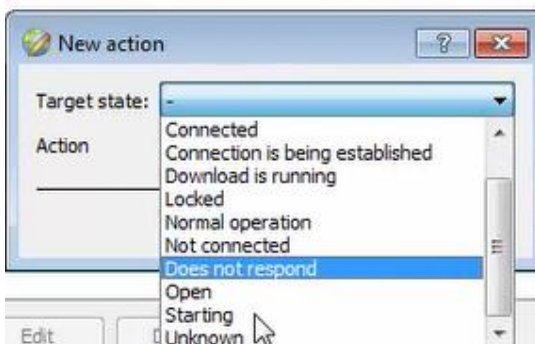 New action
Target state: -
Action
Connected
Connection is being established
Download is running
Locked
Normal operation
Not connected
Does not respond
Open
Starting
Unknown
Edit